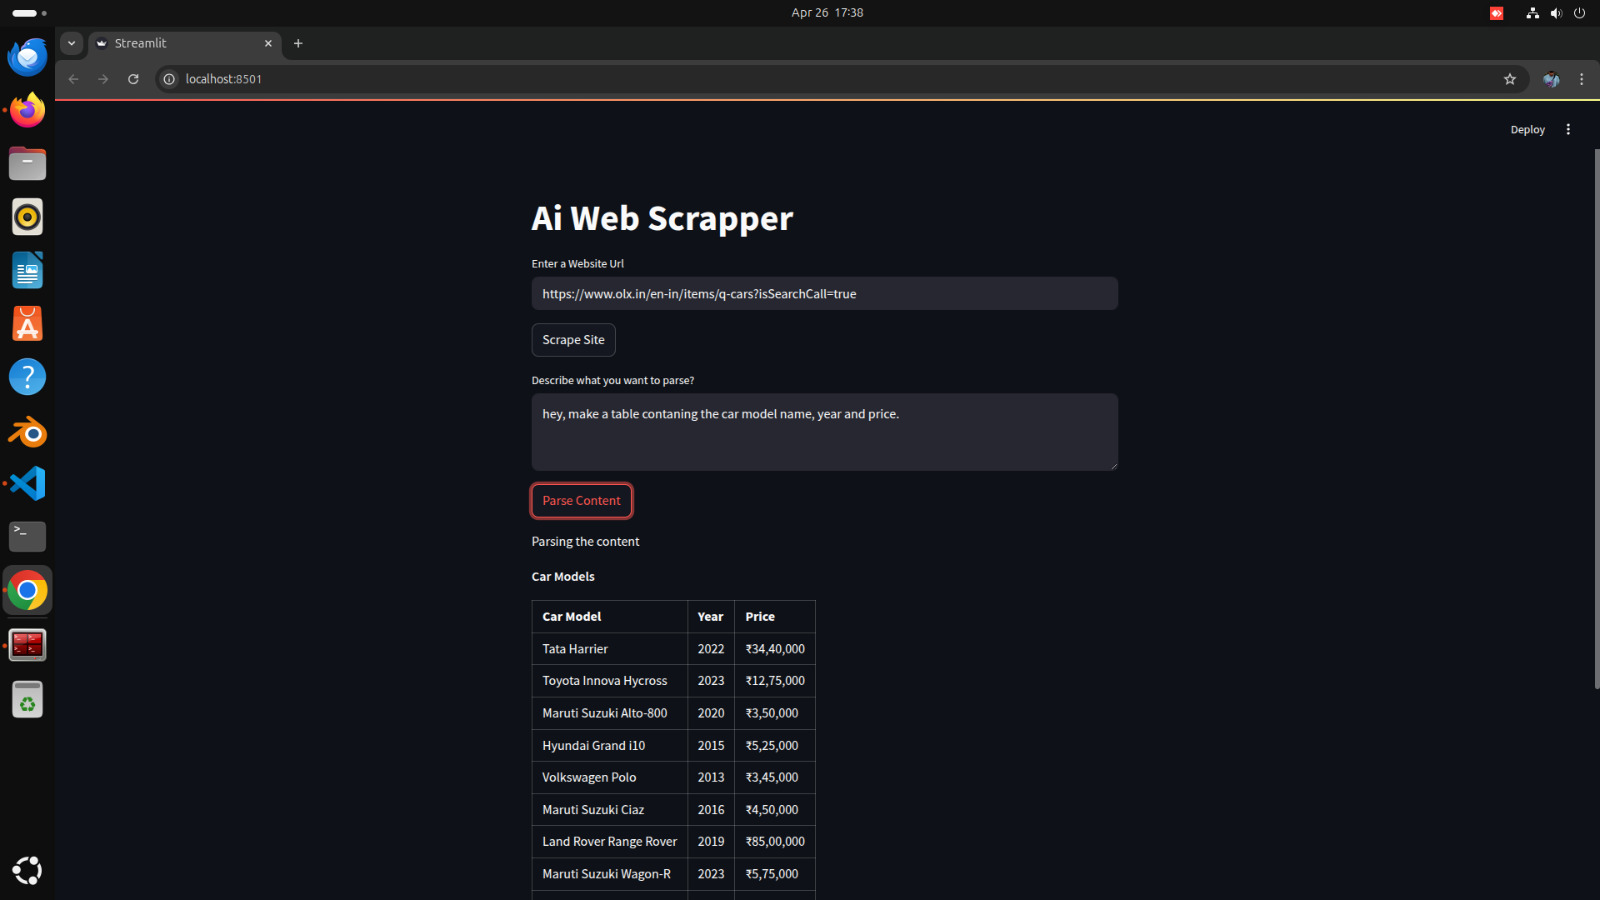 Apr 26 17:38
Streamlit
localhost:8501
Deploy
Ai Web Scrapper
Enter a Website Url
https://www.olx.in/en-in/items/q-cars?isSearchCall=true
Scrape Site
Describe what you want to parse?
hey, make a table contaning the car model name, year and price.
Parse Content
Parsing the content
Car Models
Car Model Year Price
Tata Harrier 2022 ₹34,40,000
Toyota Innova Hycross 2023 ₹12,75,000
Maruti Suzuki Alto-800 2020 ₹3,50,000
Hyundai Grand i10 2015 ₹5,25,000
Volkswagen Polo 2013 ₹3,45,000
Maruti Suzuki Ciaz 2016 ₹4,50,000
Land Rover Range Rover 2019 ₹85,00,000
Maruti Suzuki Wagon-R 2023 ₹5,75,000